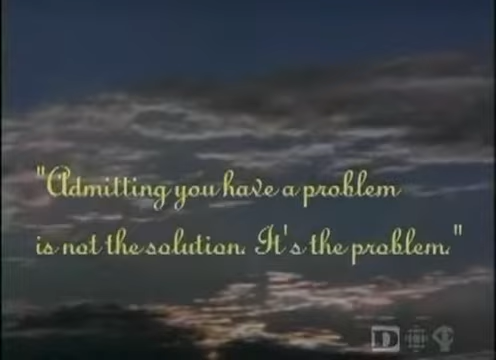 "Admitting you have a problem
is not the solution. It's the problem."
D